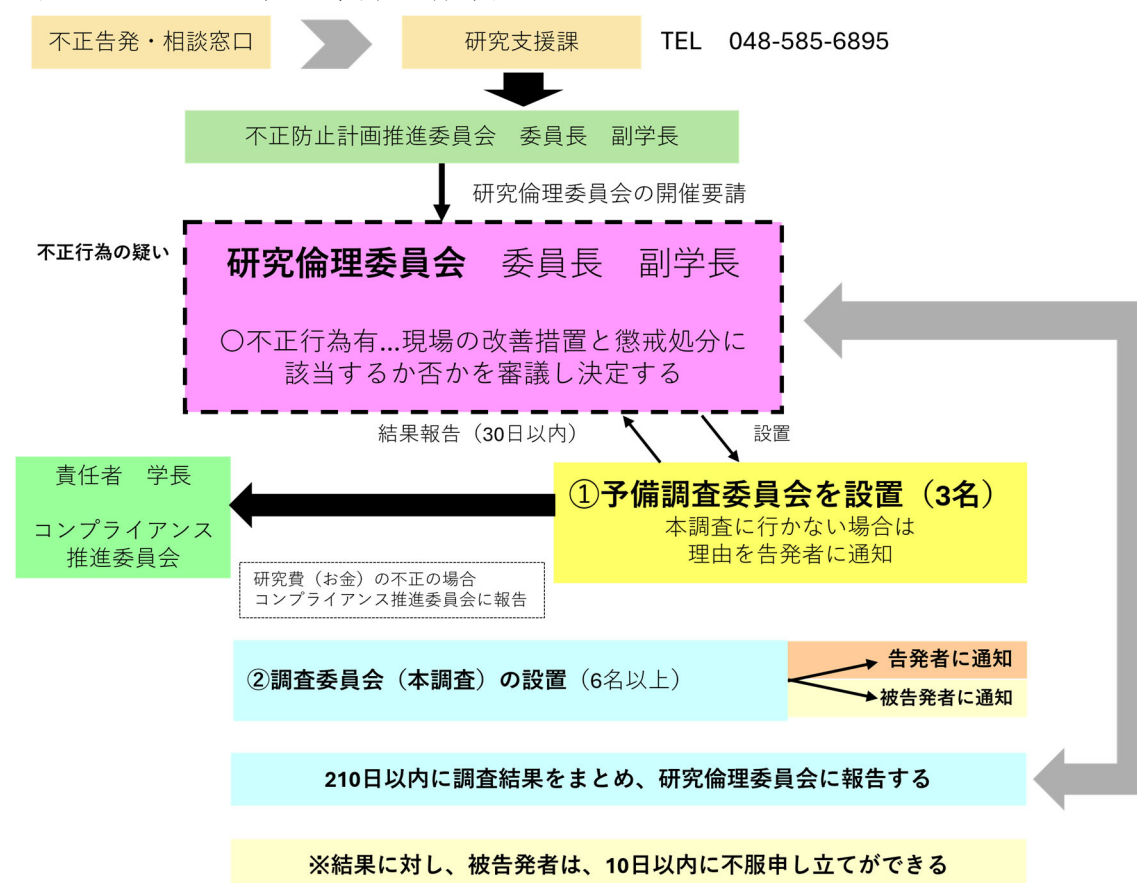 不正告発・相談窓口
研究支援課
TEL 048-585-6895
不正防止計画推進委員会 委員長 副学長
研究倫理委員会の開催要請
不正行為の疑い
研究倫理委員会 委員長 副学長
〇不正行為有...現場の改善措置と懲戒処分に
該当するか否かを審議し決定する
結果報告（30日以内）
設置
責任者 学長
コンプライアンス
推進委員会
①予備調査委員会を設置（3名）
本調査に行かない場合は
理由を告発者に通知
研究費（お金）の不正の場合
コンプライアンス推進委員会に報告
②調査委員会（本調査）の設置（6名以上）
告発者に通知
被告発者に通知
210日以内に調査結果をまとめ、研究倫理委員会に報告する
※結果に対し、被告発者は、10日以内に不服申し立てができる